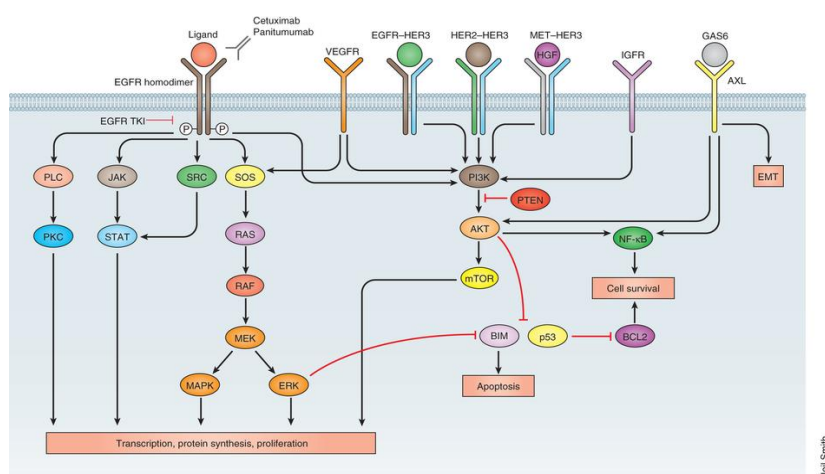 Cetuximab
Panitumumab
Ligand
EGFR–HER3
HER2–HER3
MET–HER3
GAS6
VEGFR
HGF
IGFR
EGFR homodimer
AXL
EGFR TKI
P
P
PLC
JAK
SRC
SOS
PI3K
EMT
PTEN
PKC
STAT
RAS
AKT
NF-κB
RAF
mTOR
Cell survival
MEK
BIM
p53
BCL2
MAPK
ERK
Apoptosis
Transcription, protein synthesis, proliferation
Smith